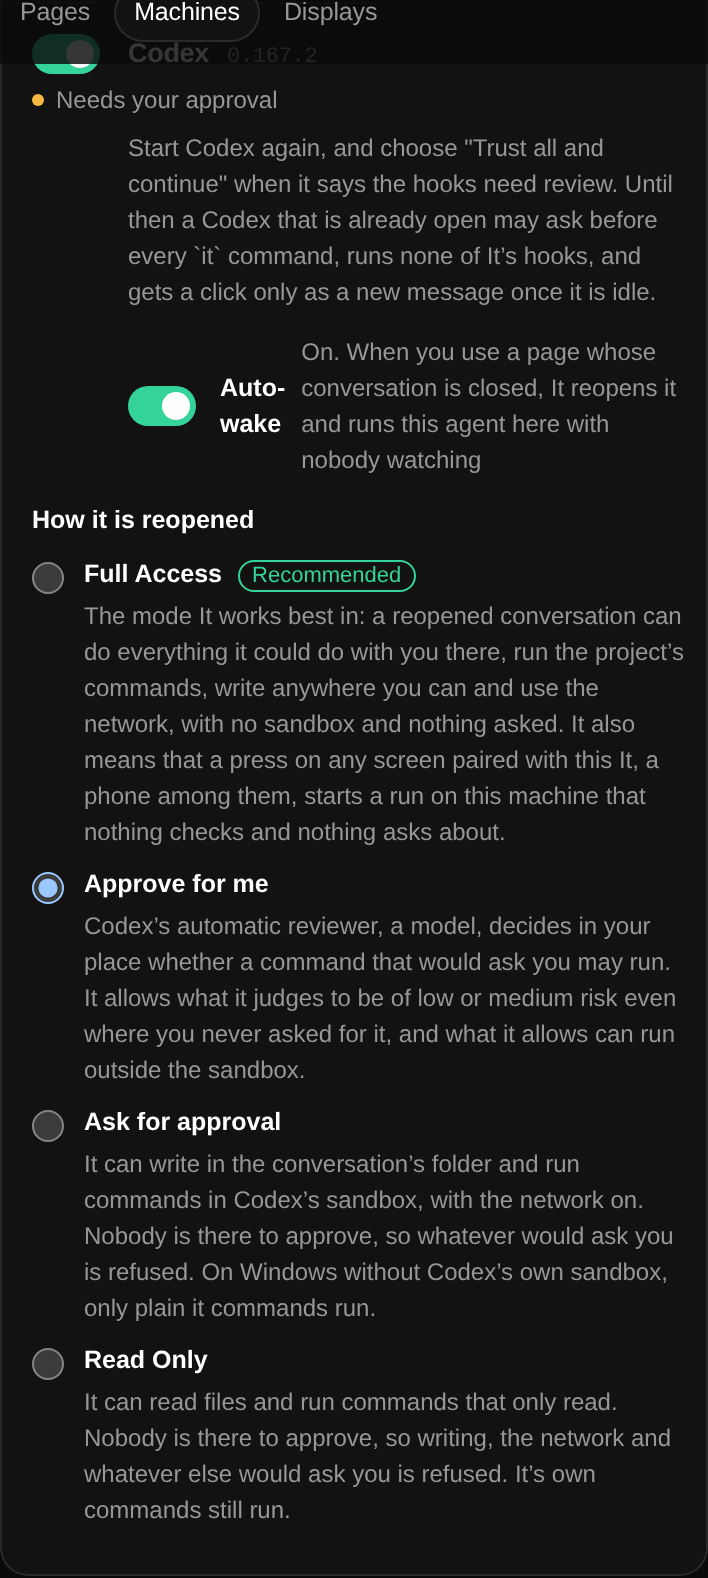 Pages Machines Displays
Codex 0.167.2
Needs your approval
Start Codex again, and choose "Trust all and
continue" when it says the hooks need review. Until
then a Codex that is already open may ask before
every `it` command, runs none of It’s hooks, and
gets a click only as a new message once it is idle.
Auto-
wake
On. When you use a page whose
conversation is closed, It reopens it
and runs this agent here with
nobody watching
How it is reopened
Full Access Recommended
The mode It works best in: a reopened conversation can
do everything it could do with you there, run the project’s
commands, write anywhere you can and use the
network, with no sandbox and nothing asked. It also
means that a press on any screen paired with this It, a
phone among them, starts a run on this machine that
nothing checks and nothing asks about.
Approve for me
Codex’s automatic reviewer, a model, decides in your
place whether a command that would ask you may run.
It allows what it judges to be of low or medium risk even
where you never asked for it, and what it allows can run
outside the sandbox.
Ask for approval
It can write in the conversation’s folder and run
commands in Codex’s sandbox, with the network on.
Nobody is there to approve, so whatever would ask you
is refused. On Windows without Codex’s own sandbox,
only plain it commands run.
Read Only
It can read files and run commands that only read.
Nobody is there to approve, so writing, the network and
whatever else would ask you is refused. It’s own
commands still run.